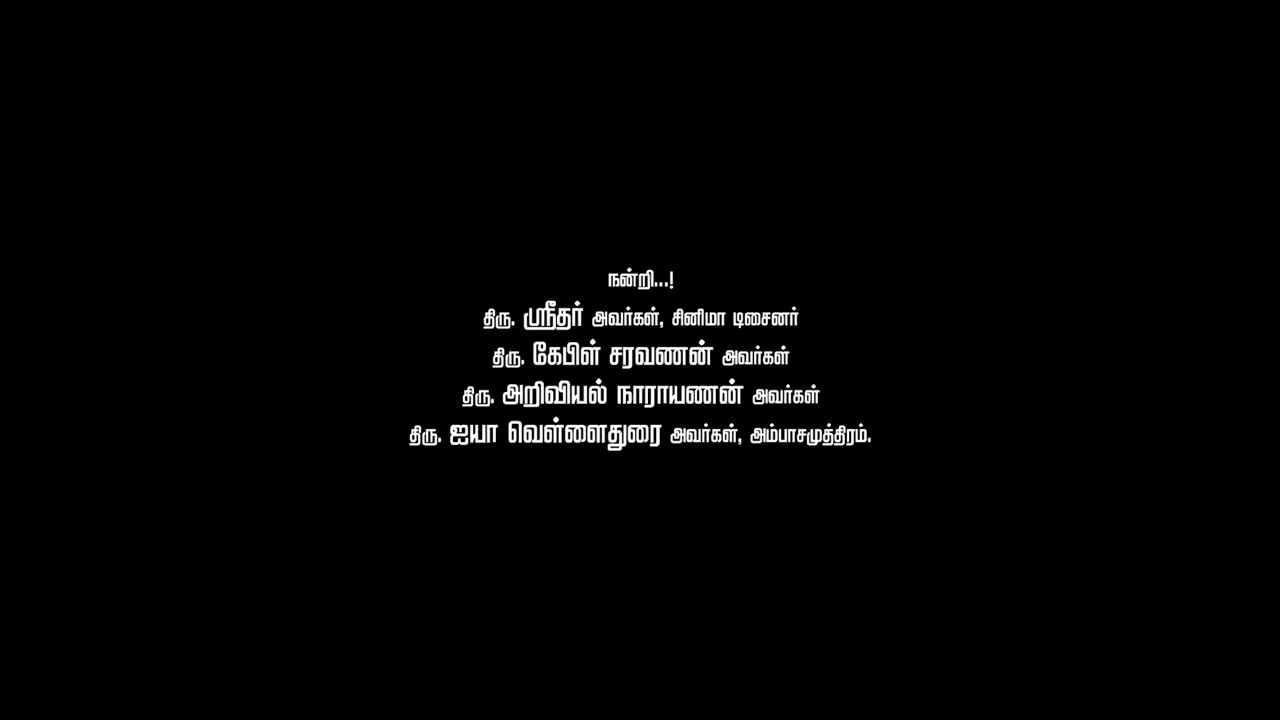 நன்றி...!
திரு. ஸ்ரீதர் அவர்கள், சினிமா டிசைனர்
திரு. கேபிள் சரவணன் அவர்கள்
திரு. அறிவியல் நாராயணன் அவர்கள்
திரு. ஐயா வெள்ளைதுரை அவர்கள், அம்பாசமுத்திரம்.